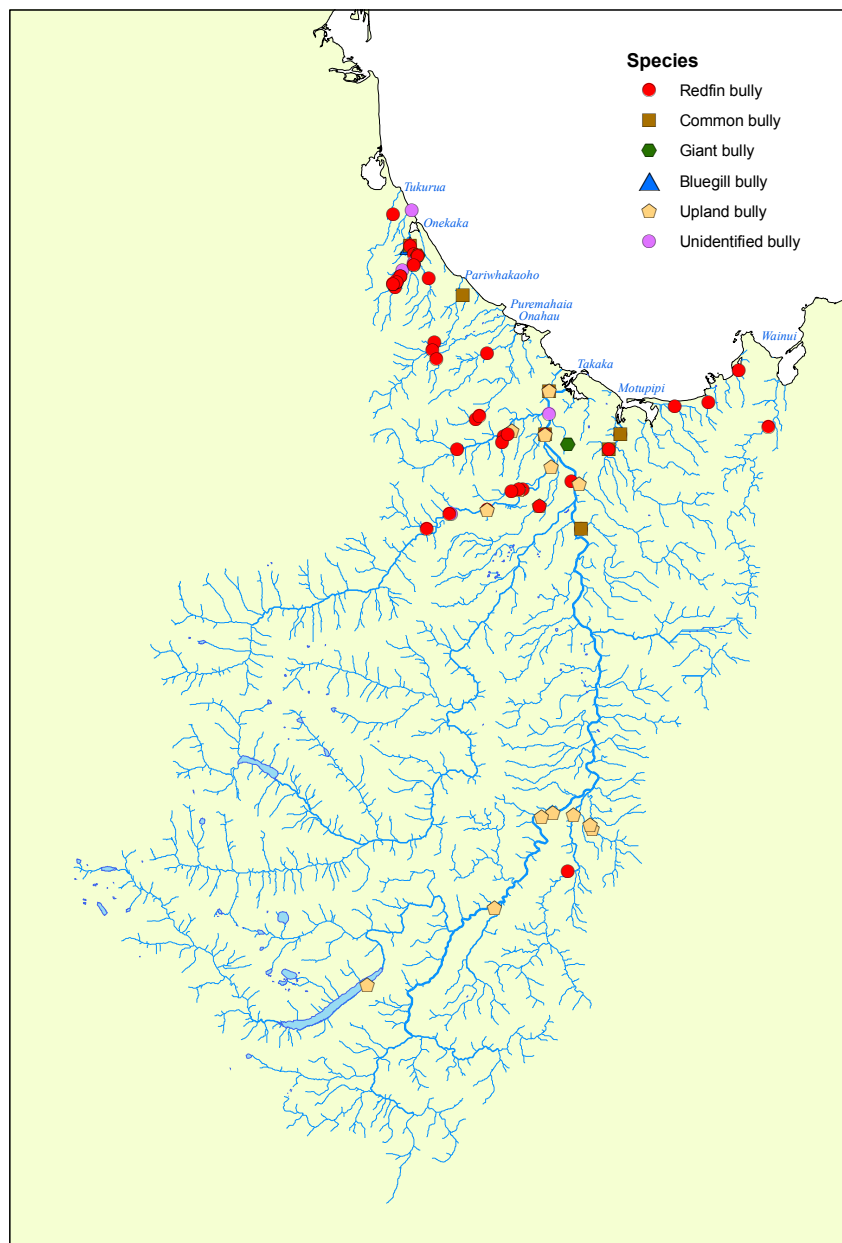 Species
Redfin bully
Common bully
Giant bully
Bluegill bully
Upland bully
Unidentified bully
Tukurua
Onekaka
Pariwhakaoho
Puremahaia
Onahau
Wainui
Takaka
Motupipi